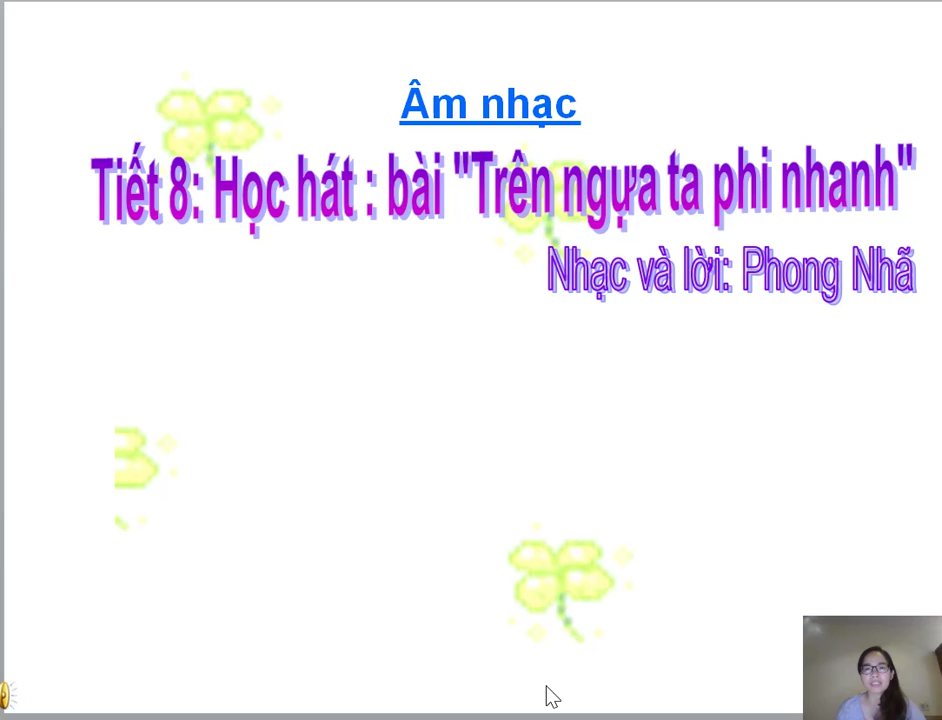 Âm nhạc
Tiết 8: Học hát : bài "Trên ngựa ta phi nhanh"
Nhạc và lời: Phong Nhã